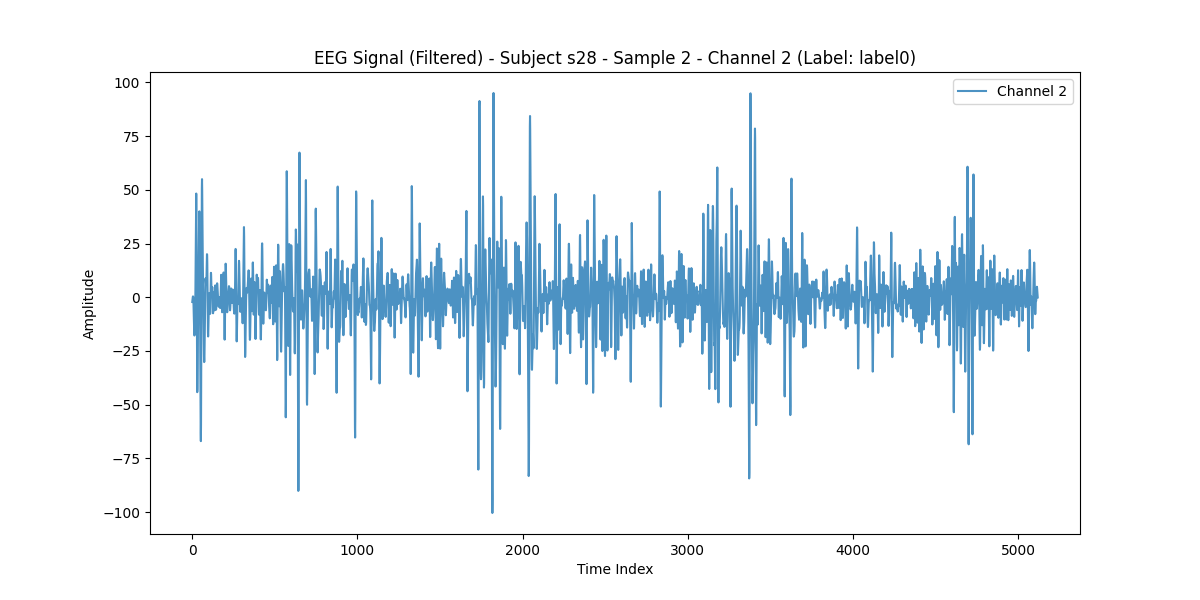 EEG Signal (Filtered) - Subject s28 - Sample 2 - Channel 2 (Label: label0)
Channel 2
100
75
50
25
0
−25
−50
−75
−100
Amplitude
0 1000 2000 3000 4000 5000
Time Index